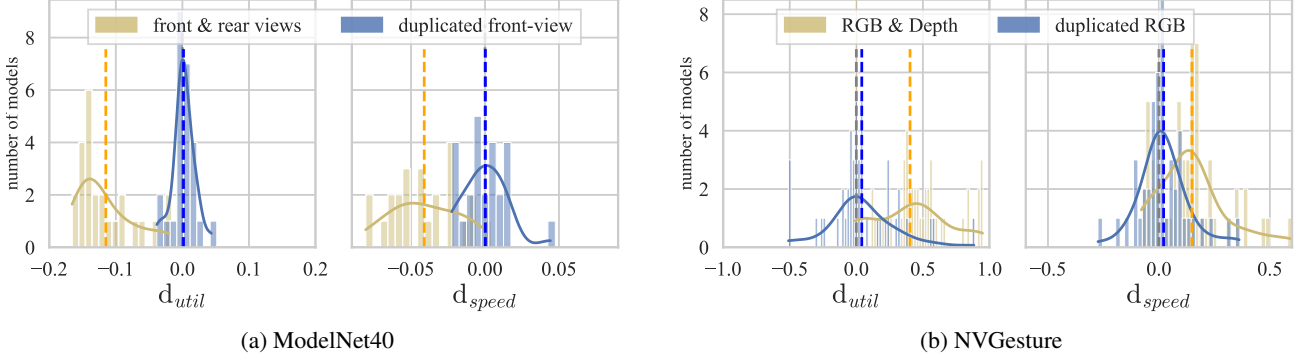 front & rear views
duplicated front-view
number of models
8
6
4
2
0
−0.2
−0.1
0.0
0.1
0.2
d_util
−0.05
0.00
0.05
d_speed
(a) ModelNet40
RGB & Depth
duplicated RGB
number of models
8
6
4
2
0
−1.0
−0.5
0.0
0.5
1.0
d_util
−0.5
0.0
0.5
d_speed
(b) NVGesture